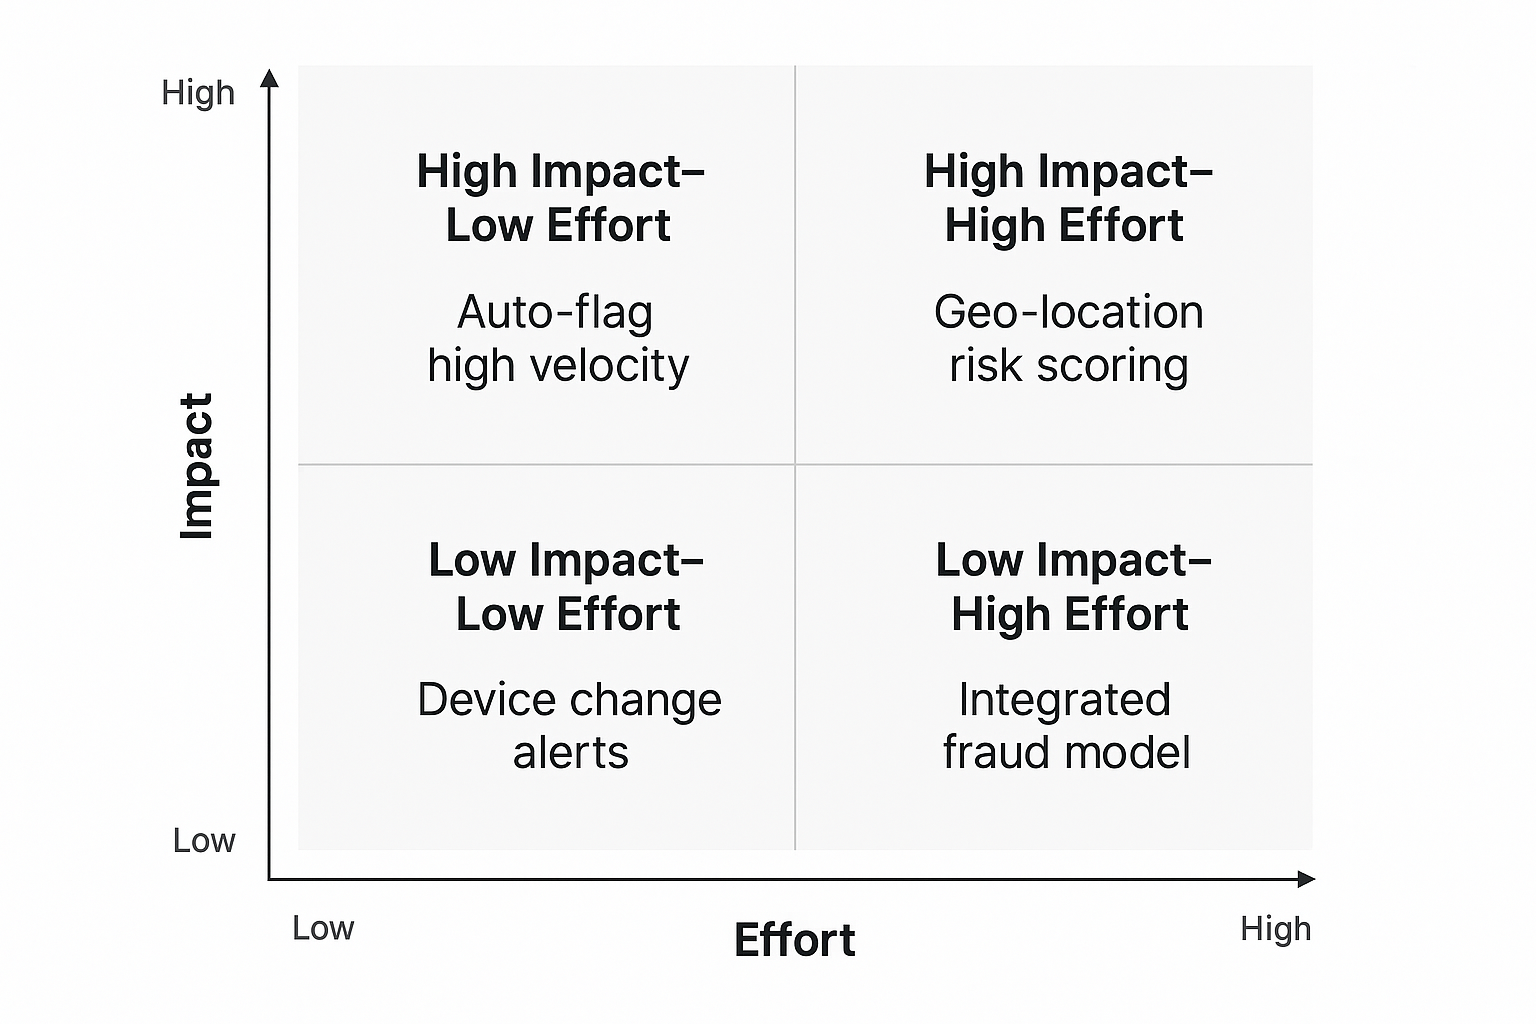 High
High Impact–
Low Effort
Auto-flag
high velocity
High Impact–
High Effort
Geo-location
risk scoring
Impact
Low Impact–
Low Effort
Device change
alerts
Low Impact–
High Effort
Integrated
fraud model
Low
Low
Effort
High